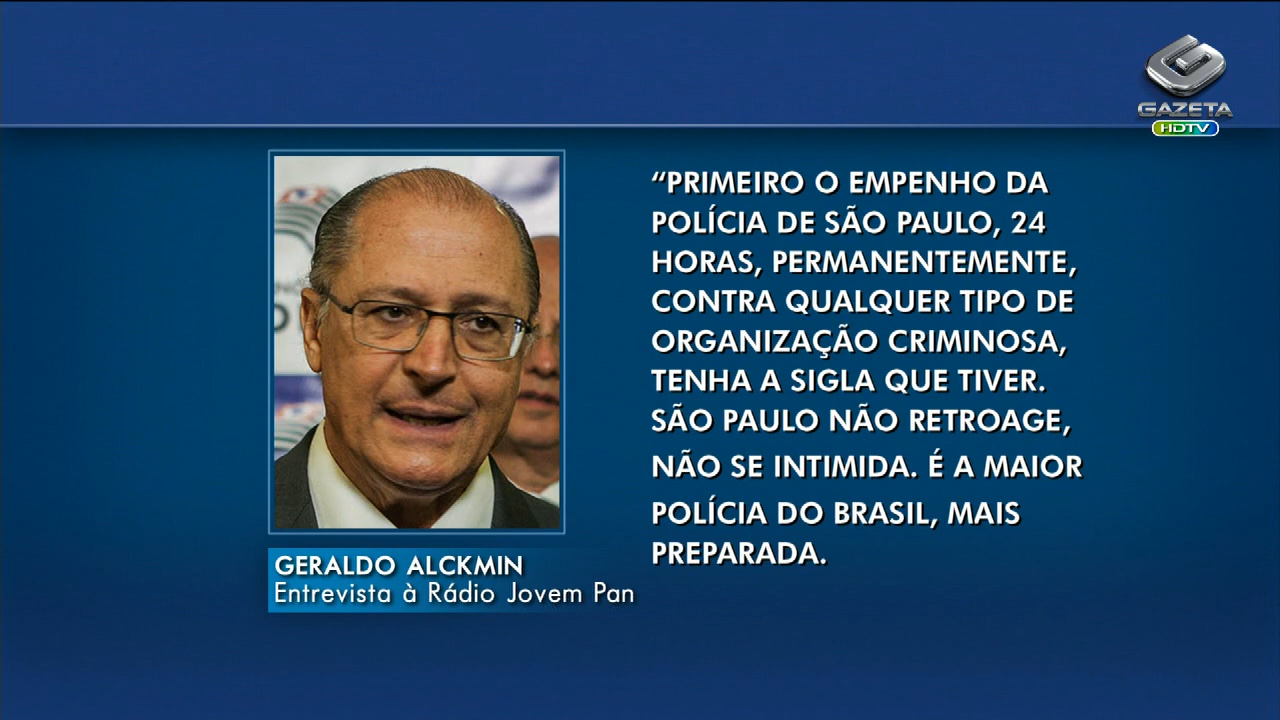 GAZETA
HDTV
“PRIMEIRO O EMPENHO DA
POLÍCIA DE SÃO PAULO, 24
HORAS, PERMANENTEMENTE,
CONTRA QUALQUER TIPO DE
ORGANIZAÇÃO CRIMINOSA,
TENHA A SIGLA QUE TIVER.
SÃO PAULO NÃO RETROAGE,
NÃO SE INTIMIDA. É A MAIOR
POLÍCIA DO BRASIL, MAIS
PREPARADA.
GERALDO ALCKMIN
Entrevista à Rádio Jovem Pan